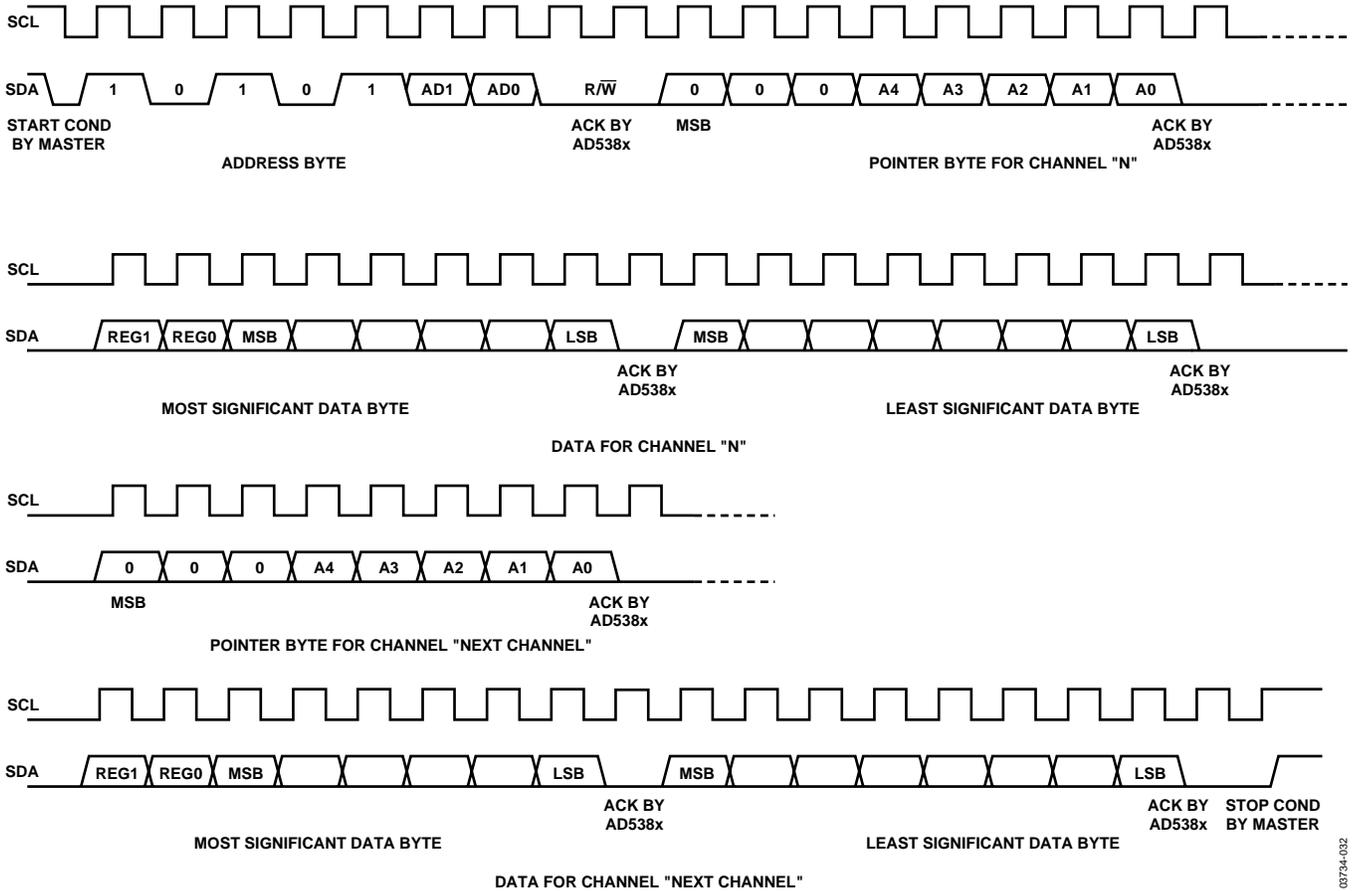 SCL
SDA 1 0 1 0 1 AD1 AD0 R/W̅ 0 0 0 A4 A3 A2 A1 A0
START COND BY MASTER
ACK BY AD538x
MSB
ACK BY AD538x
ADDRESS BYTE
POINTER BYTE FOR CHANNEL "N"
SCL
SDA REG1 REG0 MSB LSB MSB LSB
ACK BY AD538x
ACK BY AD538x
MOST SIGNIFICANT DATA BYTE
LEAST SIGNIFICANT DATA BYTE
DATA FOR CHANNEL "N"
SCL
SDA 0 0 0 A4 A3 A2 A1 A0
MSB
ACK BY AD538x
POINTER BYTE FOR CHANNEL "NEXT CHANNEL"
SCL
SDA REG1 REG0 MSB LSB MSB LSB
ACK BY AD538x
ACK BY AD538x
STOP COND BY MASTER
MOST SIGNIFICANT DATA BYTE
LEAST SIGNIFICANT DATA BYTE
DATA FOR CHANNEL "NEXT CHANNEL"
03734-032